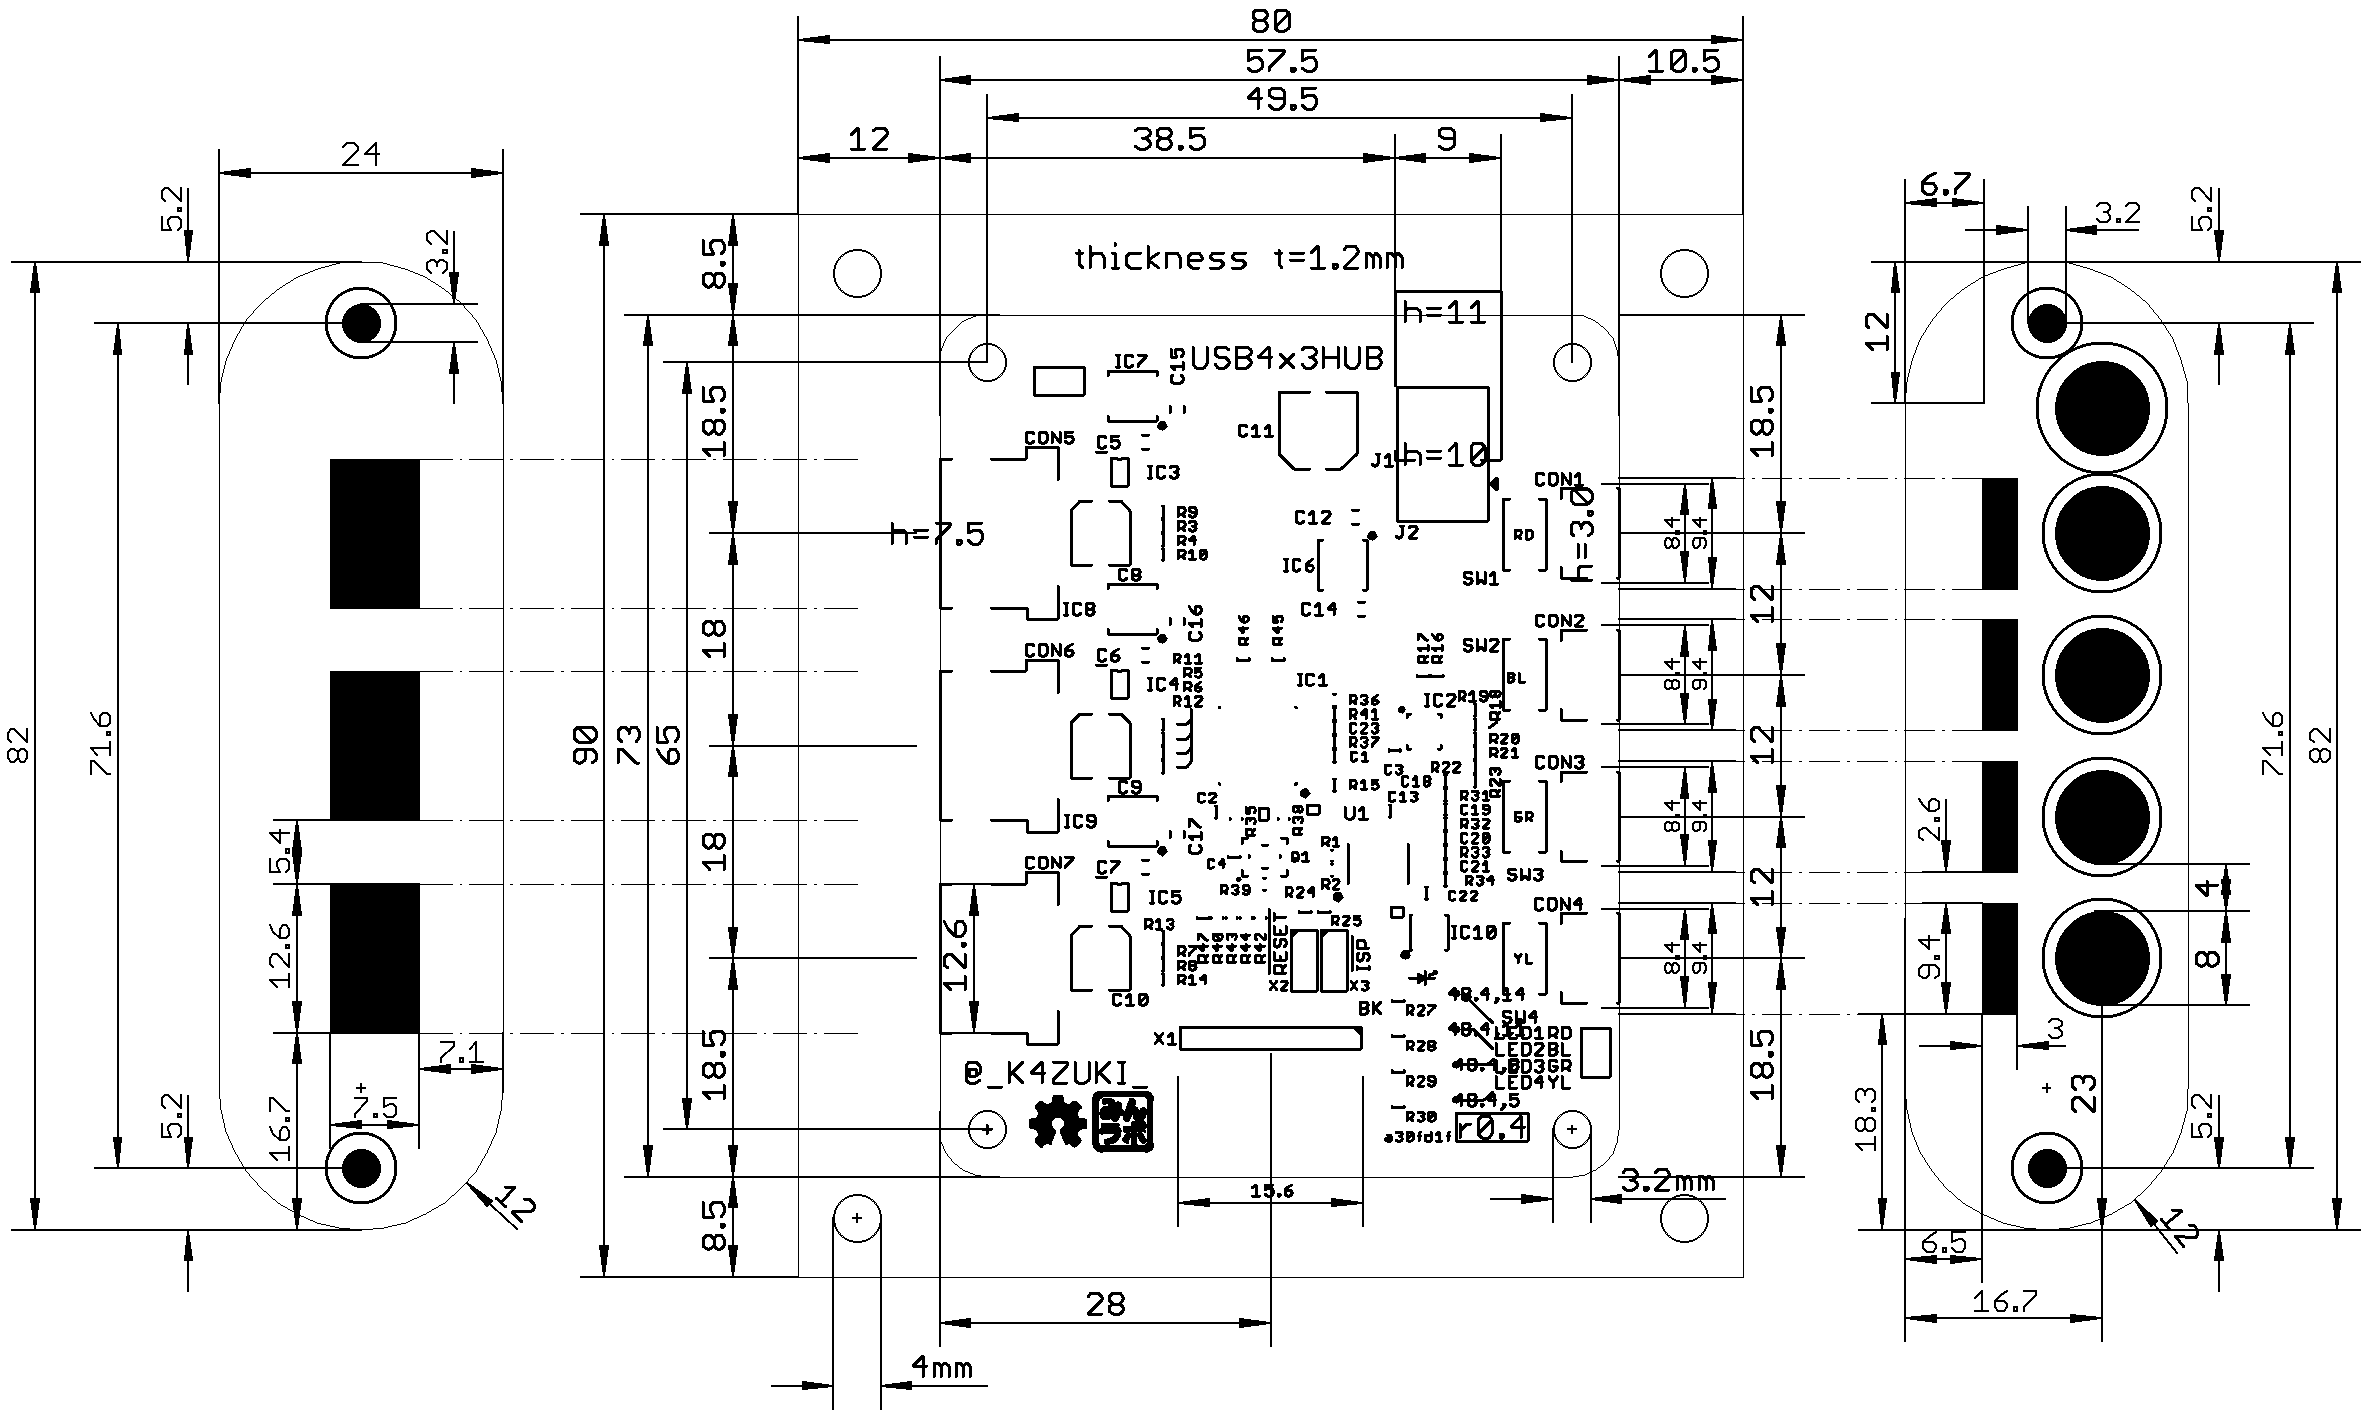 80
57.5
10.5
49.5
12
38.5
9
24
5.2
3.2
82
71.6
5.4
12.6
16.7
7.1
7.5
5.2
12
90
73
65
8.5
18.5
18
18
18.5
8.5
thickness t=1.2mm
h=11
USB4x3HUB
IC7
C15
C11
J1
h=10
CON5
C5
IC3
h=7.5
R9
R3
R4
R10
C12
J2
IC6
C14
C8
IC8
C16
R46
R45
CON1
h=3.0
RD
SW1
CON2
SW2
BL
R17
R16
CON6
C6
R11
R5
IC4
R6
R12
IC1
R36
R41
C23
R37
C1
R15
IC2
R19
R18
R20
R21
C3
R22
C18
R23
C13
CON3
GR
SW3
C9
IC9
C17
C2
R35
R38
U1
R31
C19
R32
C20
R33
C21
R34
C22
CON7
C7
IC5
C4
R39
R1
R2
R24
R25
CON4
YL
SW4
IC10
12.6
R13
R7
R8
R14
C10
R47
R40
R43
R44
R42
RESET
ISP
X2
X3
BK
R27
R28
R29
R30
48.4,14
48.4,5
LED1RD
LED2BL
LED3GR
LED4YL
X1
@_K4ZUKI_
みん
ラボ
a30fd1f
r0.4
15.6
3.2mm
28
4mm
18.5
12
12
12
18.5
8.4
9.4
8.4
9.4
8.4
9.4
8.4
9.4
6.7
3.2
5.2
12
71.6
82
2.6
9.4
4
8
3
18.3
23
5.2
12
6.5
16.7